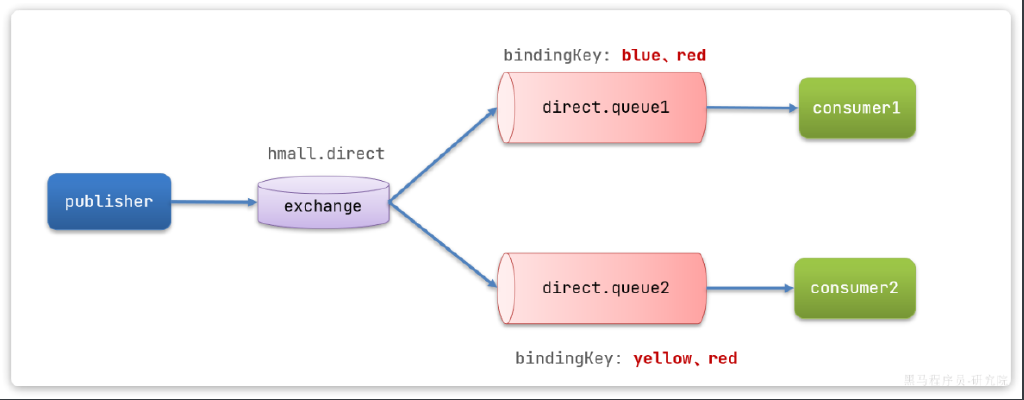 bindingKey: blue、red
direct.queue1
consumer1
hmall.direct
publisher
exchange
direct.queue2
consumer2
bindingKey: yellow、red
黑马程序员-研究院